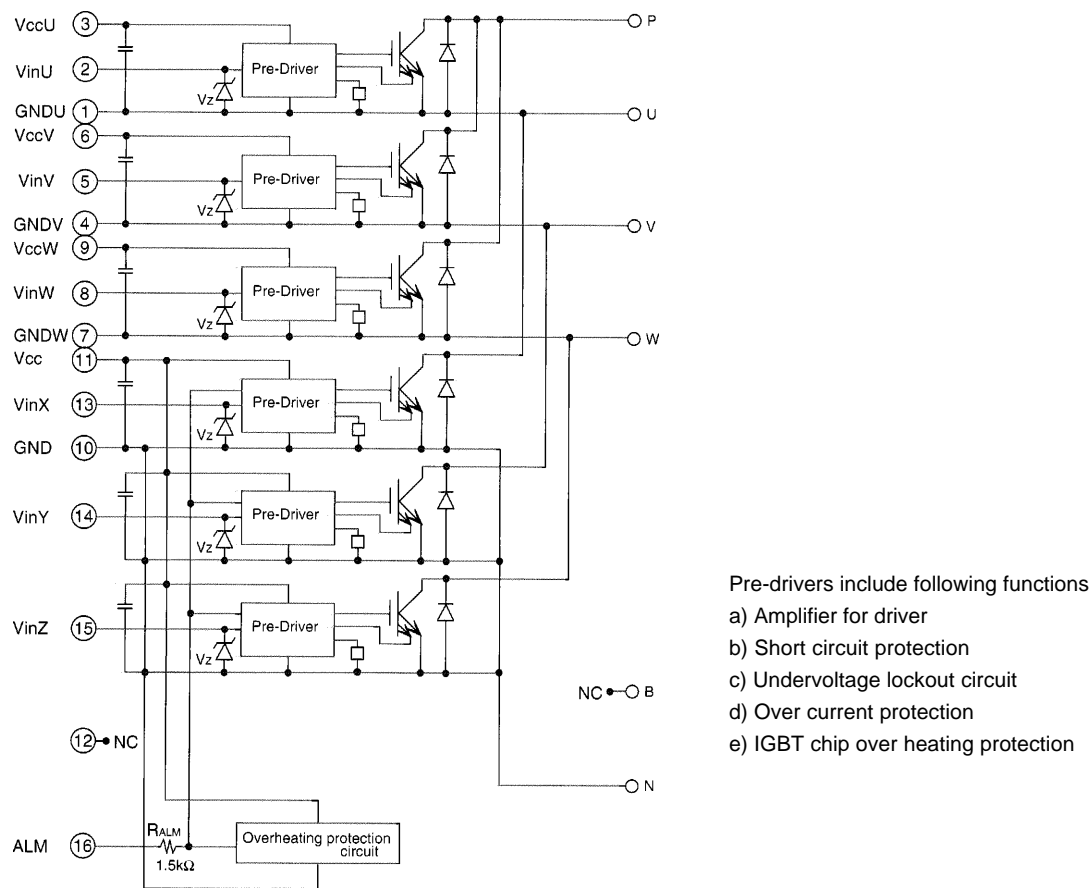 VccU 3
P
Pre-Driver
VinU 2
Vz
GNDU 1
U
VccV 6
Pre-Driver
VinV 5
Vz
GNDV 4
V
VccW 9
Pre-Driver
VinW 8
Vz
GNDW 7
W
Vcc 11
Pre-Driver
VinX 13
Vz
GND 10
Pre-Driver
VinY 14
Vz
Pre-Driver
VinZ 15
Vz
NC B
12 NC
N
RALM
ALM 16
1.5kΩ
Overheating protection
circuit
Pre-drivers include following functions
a) Amplifier for driver
b) Short circuit protection
c) Undervoltage lockout circuit
d) Over current protection
e) IGBT chip over heating protection